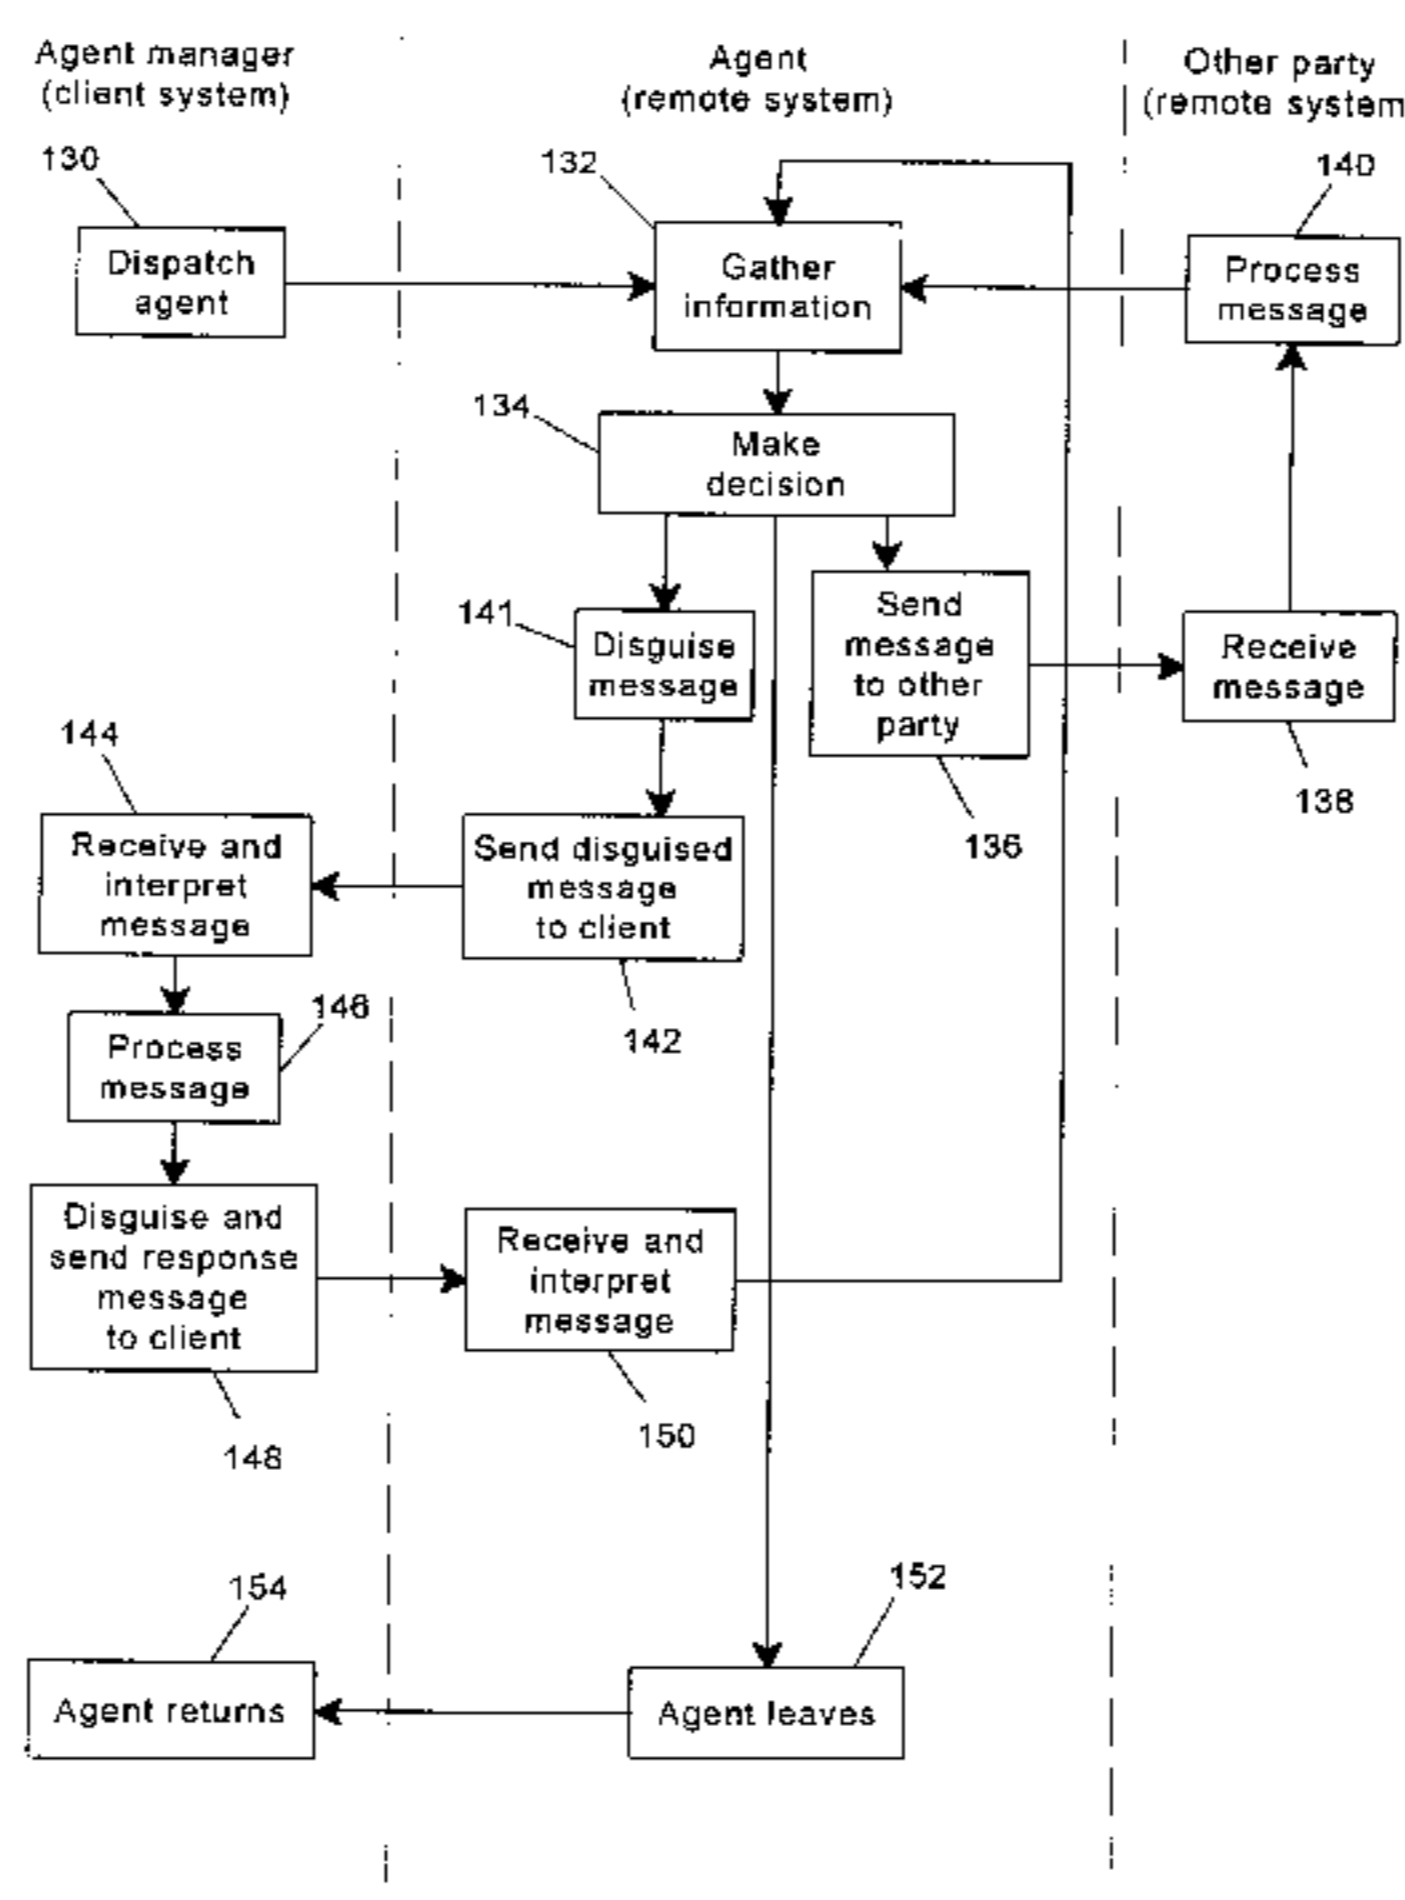 Agent manager
(client system)
Agent
(remote system)
Other party
(remote system
130
132
140
Dispatch
agent
Gather
information
Process
message
134
Make
decision
141
Disguise
message
Send
message
to other
party
Receive
message
144
138
136
Receive and
interpret
message
Send disguised
message
to client
146
142
Process
message
Disguise and
send response
message
to client
Receive and
interpret
message
150
148
154
152
Agent returns
Agent leaves